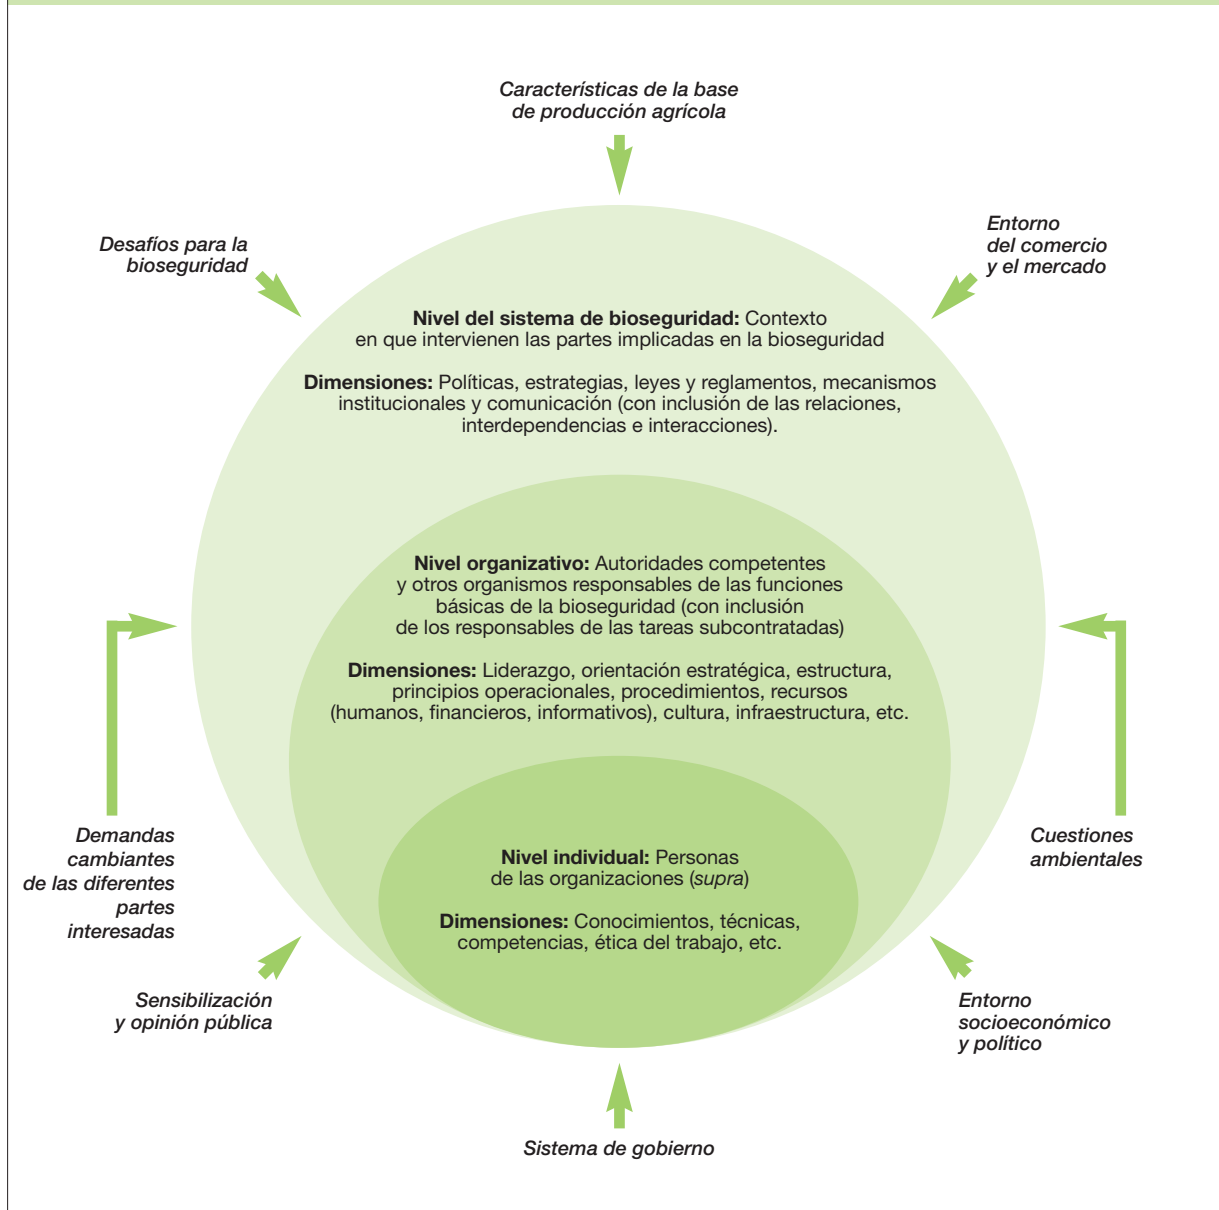 Características de la base
de producción agrícola
Desafíos para la
bioseguridad
Entorno
del comercio
y el mercado
Nivel del sistema de bioseguridad: Contexto
en que intervienen las partes implicadas en la bioseguridad
Dimensiones: Políticas, estrategias, leyes y reglamentos, mecanismos
institucionales y comunicación (con inclusión de las relaciones,
interdependencias e interacciones).
Nivel organizativo: Autoridades competentes
y otros organismos responsables de las funciones
básicas de la bioseguridad (con inclusión
de los responsables de las tareas subcontratadas)
Dimensiones: Liderazgo, orientación estratégica, estructura,
principios operacionales, procedimientos, recursos
(humanos, financieros, informativos), cultura, infraestructura, etc.
Demandas
cambiantes
de las diferentes
partes
interesadas
Cuestiones
ambientales
Nivel individual: Personas
de las organizaciones (supra)
Dimensiones: Conocimientos, técnicas,
competencias, ética del trabajo, etc.
Sensibilización
y opinión pública
Entorno
socioeconómico
y político
Sistema de gobierno